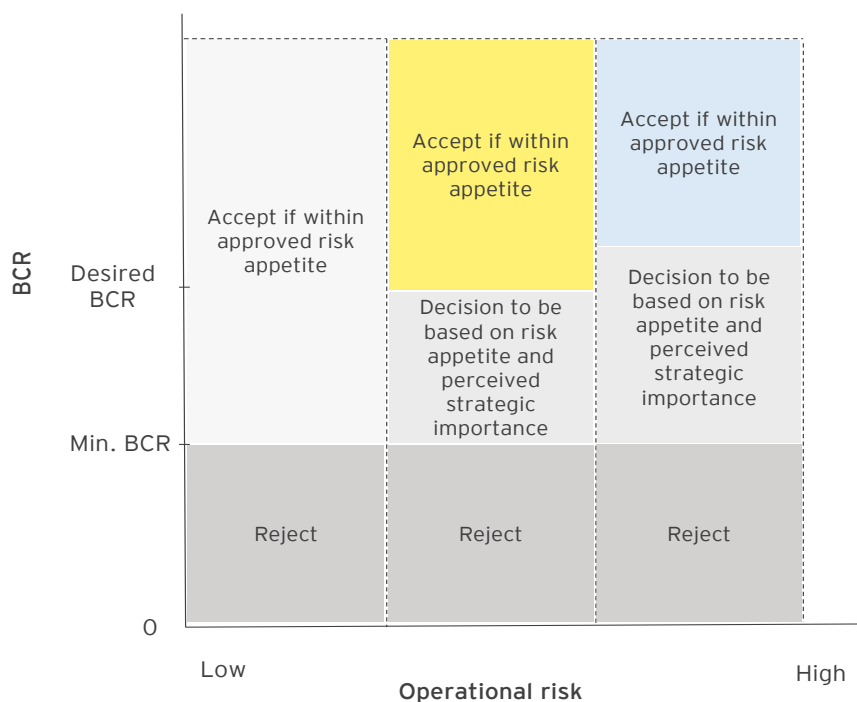 BCR
Desired
BCR
Min. BCR
0
Accept if within
approved risk
appetite
Reject
Accept if within
approved risk
appetite
Decision to be
based on risk
appetite and
perceived
strategic
importance
Reject
Accept if within
approved risk
appetite
Decision to be
based on risk
appetite and
perceived
strategic
importance
Reject
Low
High
Operational risk